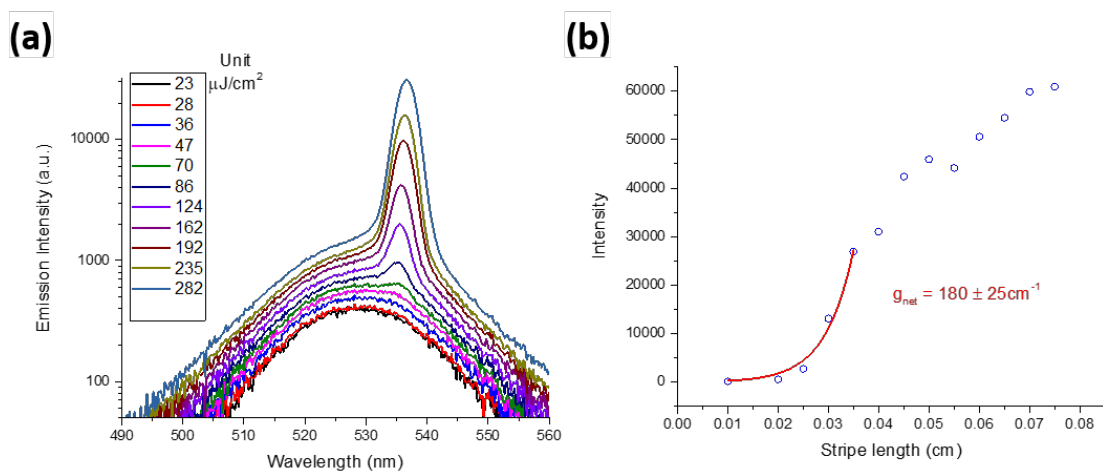 (a)
Unit
μJ/cm²
23
28
36
47
70
86
124
162
192
235
282
10000
1000
100
Emission Intensity (a.u.)
490 500 510 520 530 540 550 560
Wavelength (nm)
(b)
60000
50000
40000
30000
20000
10000
0
Intensity
g_net = 180 ± 25cm⁻¹
0.00 0.01 0.02 0.03 0.04 0.05 0.06 0.07 0.08
Stripe length (cm)